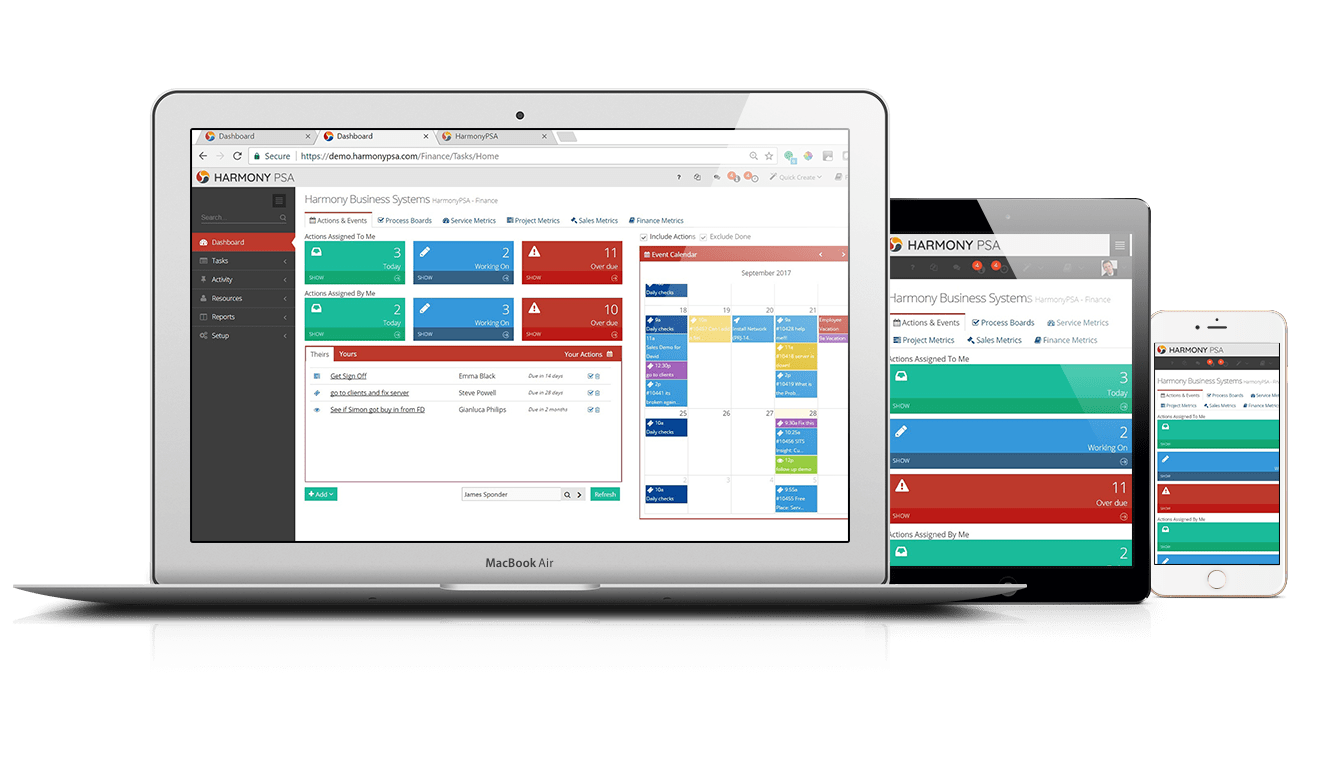 Dashboard
Dashboard
HarmonyPSA
Secure
https://demo.harmonypsa.com/Finance/Tasks/Home
HARMONY PSA
?
Quick Create
Search...
Dashboard
Tasks
Activity
Resources
Reports
Setup
Harmony Business Systems HarmonyPSA - Finance
Actions & Events
Process Boards
Service Metrics
Project Metrics
Sales Metrics
Finance Metrics
Actions Assigned To Me
3
Today
SHOW
2
Working On
SHOW
11
Over due
SHOW
Actions Assigned By Me
2
Today
SHOW
3
Working On
SHOW
10
Over due
SHOW
Theirs
Yours
Your Actions
Get Sign Off
Emma Black
Due in 14 days
go to clients and fix server
Steve Powell
Due in 28 days
See if Simon got buy in from FD
Gianluca Philips
Due in 2 months
+ Add
James Sponder
Refresh
Include Actions
Exclude Done
Event Calendar
September 2017
Daily checks
18
19
20
21
9a
Daily checks
11a
Sales Demo for
David
12:30p
go to clients
2p
#10441 its
broken again...
Install Network
(PR) 14...
9a
#10428 help
me!!
11a
#10418 server is
down!!
2p
#10419 What is
the Prob...
Employee
Vacation
25
26
27
28
10a
Daily checks
9:30a Fix this
10:25a
#10456 SITS
Insight: Cu...
12p
follow up demo
2
3
4
5
10a
Daily checks
9:55a
#10455 Free
Place: Serv...
MacBook Air
HARMONY PSA
4
4
Harmony Business Systems HarmonyPSA - Finance
Actions & Events
Process Boards
Service Metrics
Project Metrics
Sales Metrics
Finance Metrics
Actions Assigned To Me
3
Today
SHOW
2
Working On
SHOW
11
Over due
SHOW
Actions Assigned By Me
2
HARMONY PSA
Harmony Business Systems HarmonyPSA
Actions & Events
Process Boards
Project Metrics
Sales Metrics
Finance Metrics
Actions Assigned To Me
SHOW
SHOW
SHOW
Actions Assigned By Me
SHOW